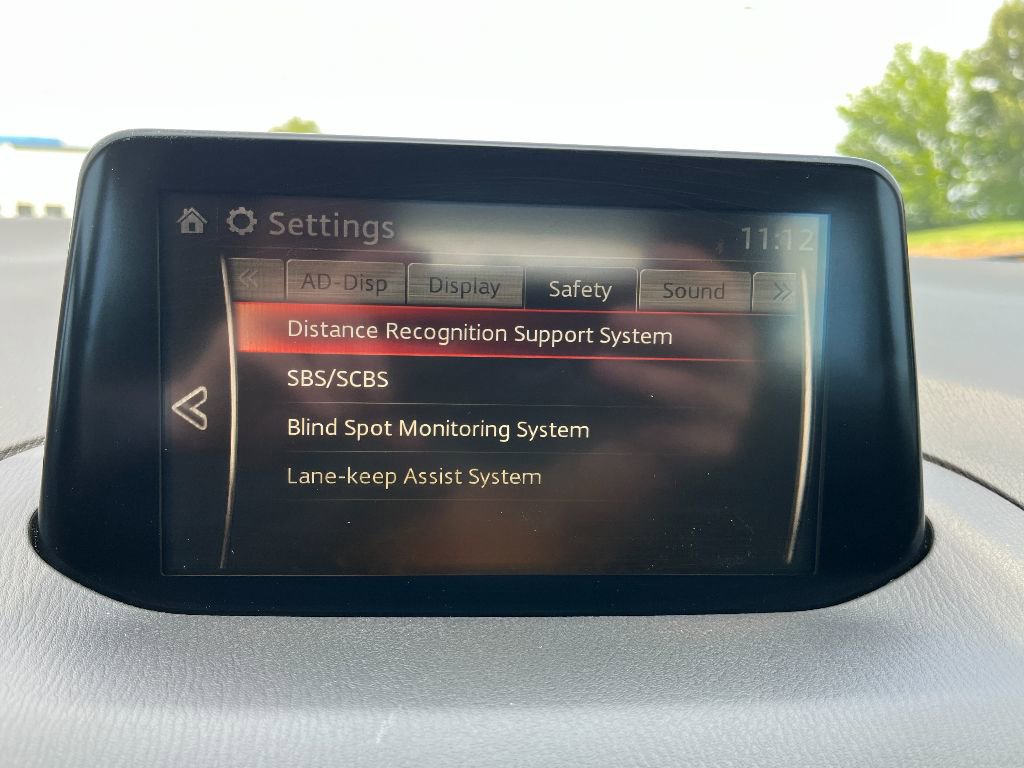 Settings 11:12
AD-Disp Display Safety Sound
Distance Recognition Support System
SBS/SCBS
Blind Spot Monitoring System
Lane-keep Assist System